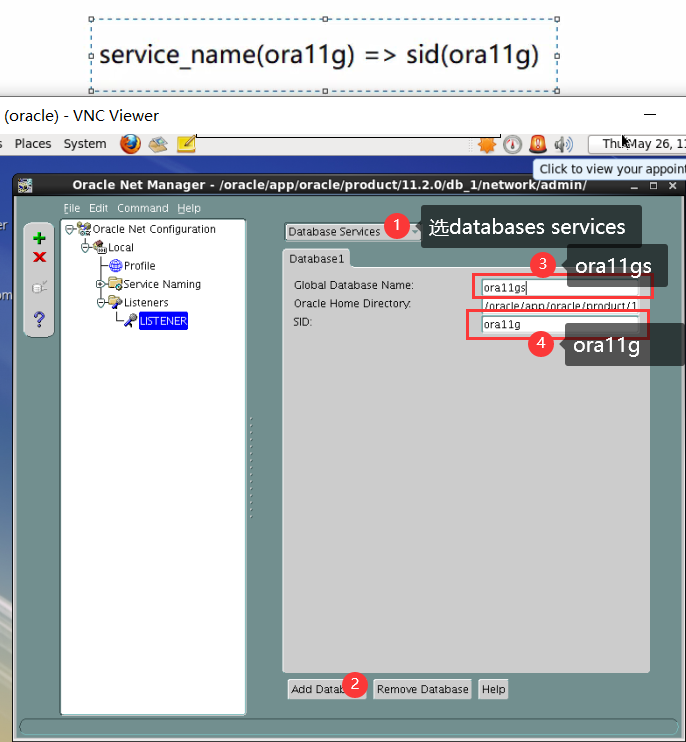 service_name(ora11g) => sid(ora11g)
(oracle) - VNC Viewer
Places System
Thu May 26, 1
Click to view your appoint
Oracle Net Manager - /oracle/app/oracle/product/11.2.0/db_1/network/admin/
File Edit Command Help
Oracle Net Configuration
Local
Profile
Service Naming
Listeners
LISTENER
Database Services
1 选databases services
Database1
3 ora11gs
Global Database Name: ora11gs
Oracle Home Directory: /oracle/app/oracle/product/1
SID: ora11g
4 ora11g
Add Datab 2
Remove Database
Help